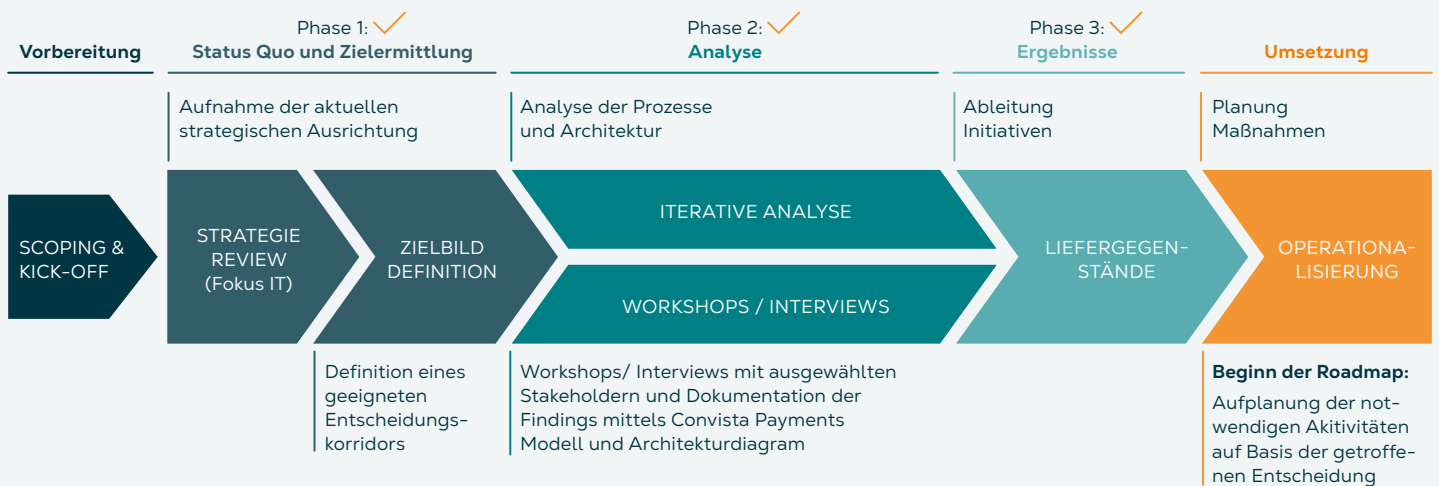 Vorbereitung
Phase 1:
Status Quo und Zielermittlung
Phase 2:
Analyse
Phase 3:
Ergebnisse
Umsetzung
Aufnahme der aktuellen
strategischen Ausrichtung
Analyse der Prozesse
und Architektur
Ableitung
Initiativen
Planung
Maßnahmen
SCOPING &
KICK-OFF
STRATEGIE
REVIEW
(Fokus IT)
ZIELBILD
DEFINITION
ITERATIVE ANALYSE
WORKSHOPS / INTERVIEWS
LIEFERGEGEN-
STÄNDE
OPERATIONA-
LISIERUNG
Definition eines
geeigneten
Entscheidungs-
korridors
Workshops/ Interviews mit ausgewählten
Stakeholdern und Dokumentation der
Findings mittels Convista Payments
Modell und Architekturdiagram
Beginn der Roadmap:
Aufplanung der not-
wendigen Akitivitäten
auf Basis der getroffe-
nen Entscheidung